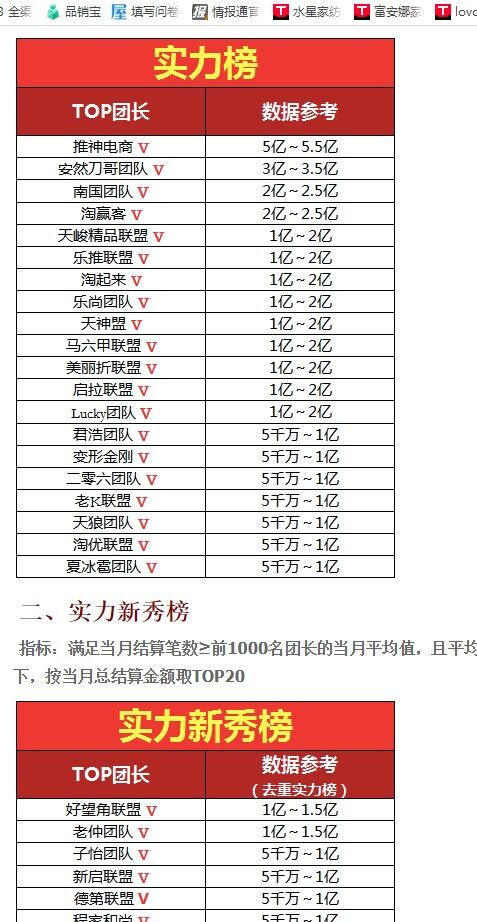 3 全渠 品销宝 屋 填写问卷 报 情报通官 T 水星家纺 T 富安娜家 T lovo
实力榜
TOP团长 数据参考
推神电商 V 5亿~5.5亿
安然刀哥团队 V 3亿~3.5亿
南国团队 V 2亿~2.5亿
淘赢客 V 2亿~2.5亿
天峻精品联盟 V 1亿~2亿
乐推联盟 V 1亿~2亿
淘起来 V 1亿~2亿
乐尚团队 V 1亿~2亿
天神盟 V 1亿~2亿
马六甲联盟 V 1亿~2亿
美丽折联盟 V 1亿~2亿
启拉联盟 V 1亿~2亿
Lucky团队 V 1亿~2亿
君浩团队 V 5千万~1亿
变形金刚 V 5千万~1亿
二零六团队 V 5千万~1亿
老K联盟 V 5千万~1亿
天狼团队 V 5千万~1亿
淘优联盟 V 5千万~1亿
夏冰雹团队 V 5千万~1亿
二、实力新秀榜
指标：满足当月结算笔数≥前1000名团长的当月平均值，且平均
下，按当月总结算金额取TOP20
实力新秀榜
TOP团长 数据参考
（去重实力榜）
好望角联盟 V 1亿~1.5亿
老仲团队 V 1亿~1.5亿
子怡团队 V 5千万~1亿
新启联盟 V 5千万~1亿
德第联盟 V 5千万~1亿
程家和尚 V 5千万~1亿